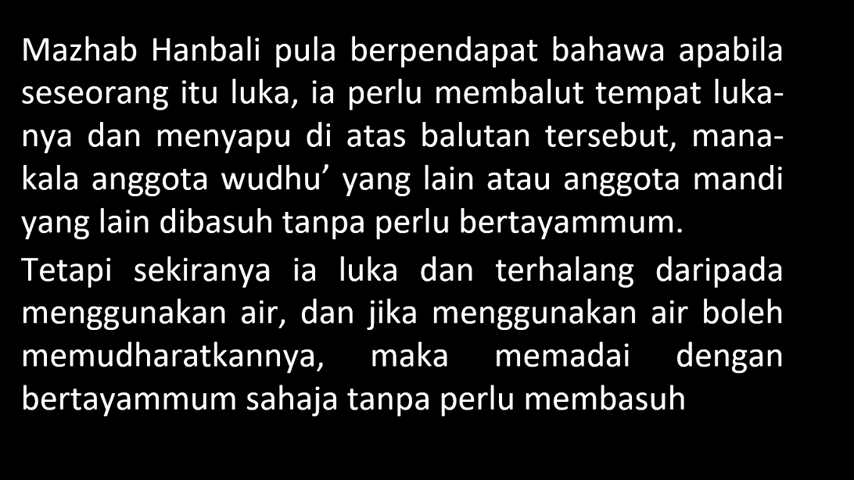 Mazhab Hanbali pula berpendapat bahawa apabila
seseorang itu luka, ia perlu membalut tempat luka-
nya dan menyapu di atas balutan tersebut, mana-
kala anggota wudhu’ yang lain atau anggota mandi
yang lain dibasuh tanpa perlu bertayammum.
Tetapi sekiranya ia luka dan terhalang daripada
menggunakan air, dan jika menggunakan air boleh
memudharatkannya, maka memadai dengan
bertayammum sahaja tanpa perlu membasuh